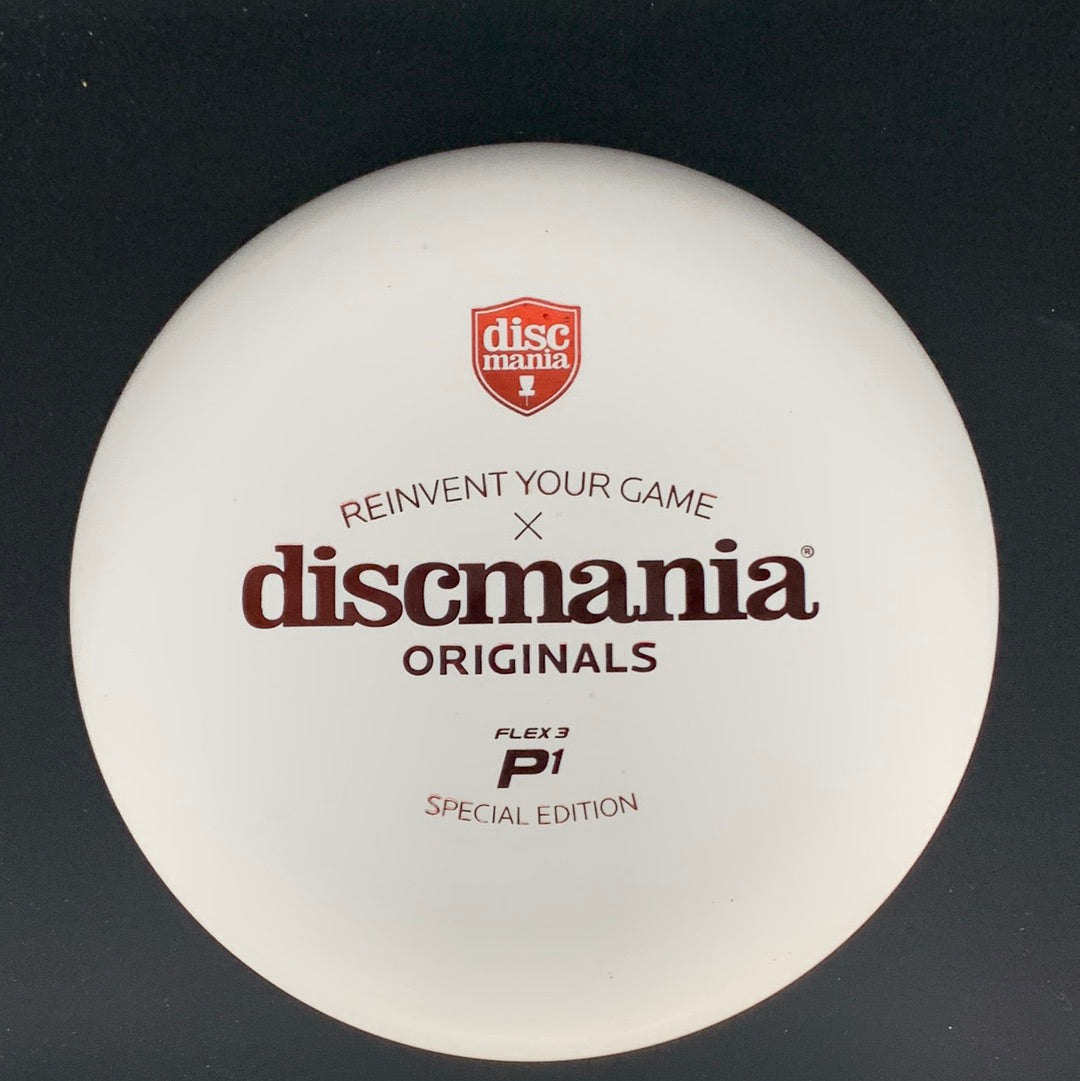 disc
mania
REINVENT YOUR GAME
X
discmania®
ORIGINALS
FLEX 3
P1
SPECIAL EDITION